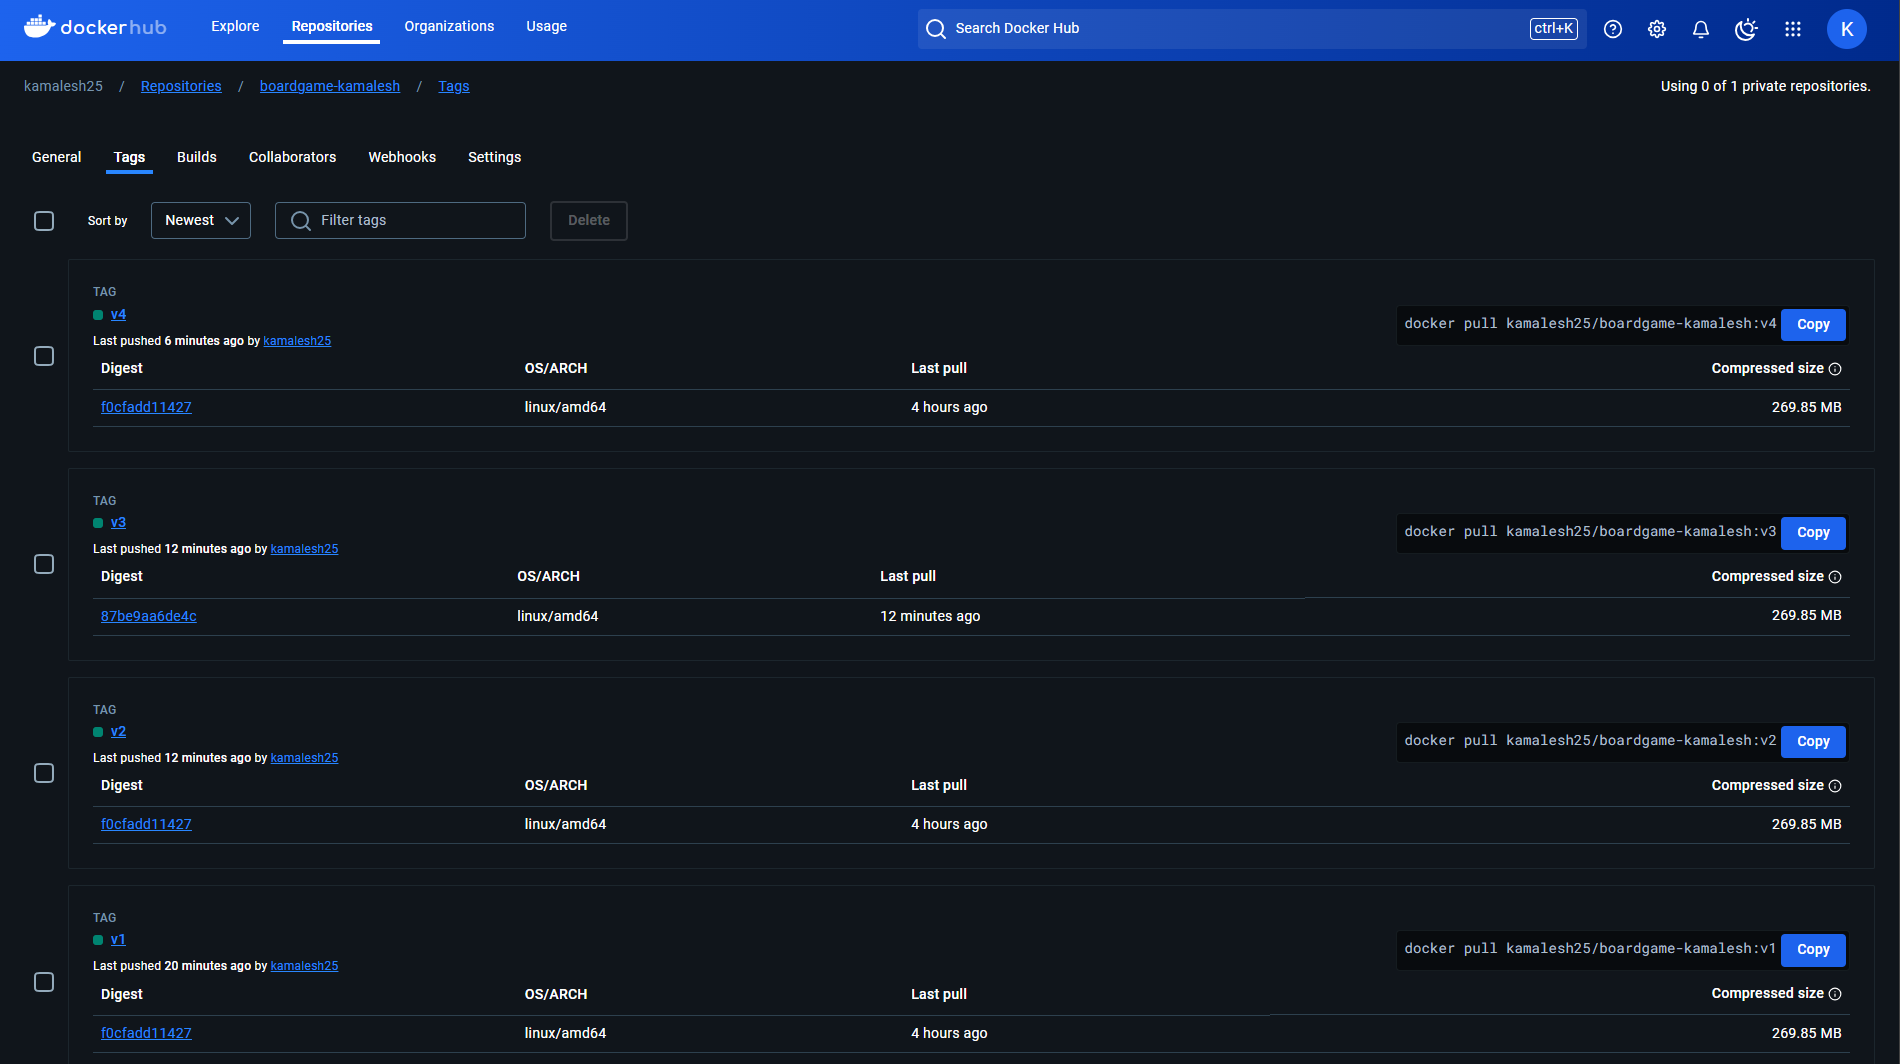 dockerhub
Explore Repositories Organizations Usage
Search Docker Hub ctrl+K
K
kamalesh25 / Repositories / boardgame-kamalesh / Tags
Using 0 of 1 private repositories.
General Tags Builds Collaborators Webhooks Settings
Sort by Newest Filter tags Delete
TAG
v4
docker pull kamalesh25/boardgame-kamalesh:v4 Copy
Last pushed 6 minutes ago by kamalesh25
Digest OS/ARCH Last pull Compressed size
f0cfadd11427 linux/amd64 4 hours ago 269.85 MB
TAG
v3
docker pull kamalesh25/boardgame-kamalesh:v3 Copy
Last pushed 12 minutes ago by kamalesh25
Digest OS/ARCH Last pull Compressed size
87be9aa6de4c linux/amd64 12 minutes ago 269.85 MB
TAG
v2
docker pull kamalesh25/boardgame-kamalesh:v2 Copy
Last pushed 12 minutes ago by kamalesh25
Digest OS/ARCH Last pull Compressed size
f0cfadd11427 linux/amd64 4 hours ago 269.85 MB
TAG
v1
docker pull kamalesh25/boardgame-kamalesh:v1 Copy
Last pushed 20 minutes ago by kamalesh25
Digest OS/ARCH Last pull Compressed size
f0cfadd11427 linux/amd64 4 hours ago 269.85 MB